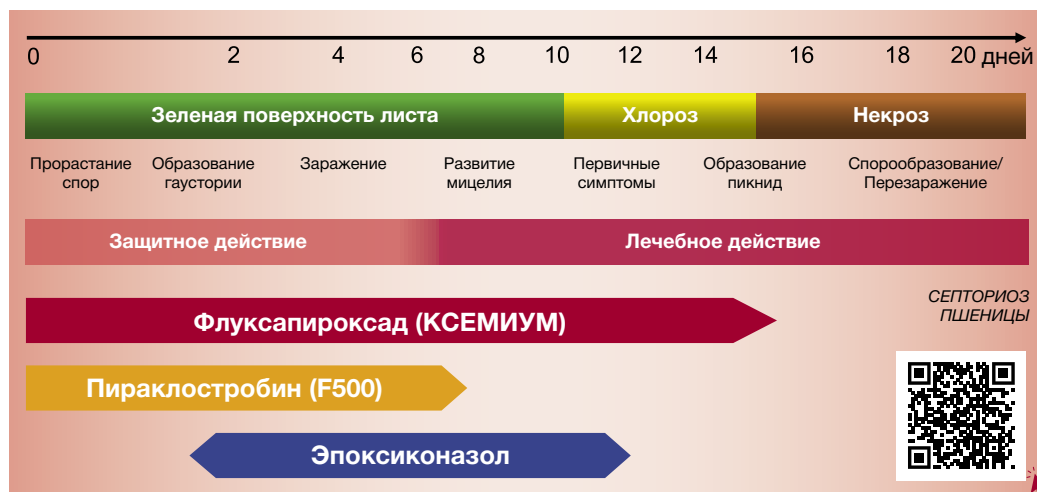 0 2 4 6 8 10 12 14 16 18 20 дней
Зеленая поверхность листа
Хлороз
Некроз
Прорастание
спор
Образование
гаустории
Заражение
Развитие
мицелия
Первичные
симптомы
Образование
пикнид
Спорообразование/
Перезаражение
Защитное действие
Лечебное действие
СЕПТОРИОЗ
ПШЕНИЦЫ
Флуксапироксад (КСЕМИУМ)
Пираклостробин (F500)
Эпоксиконазол